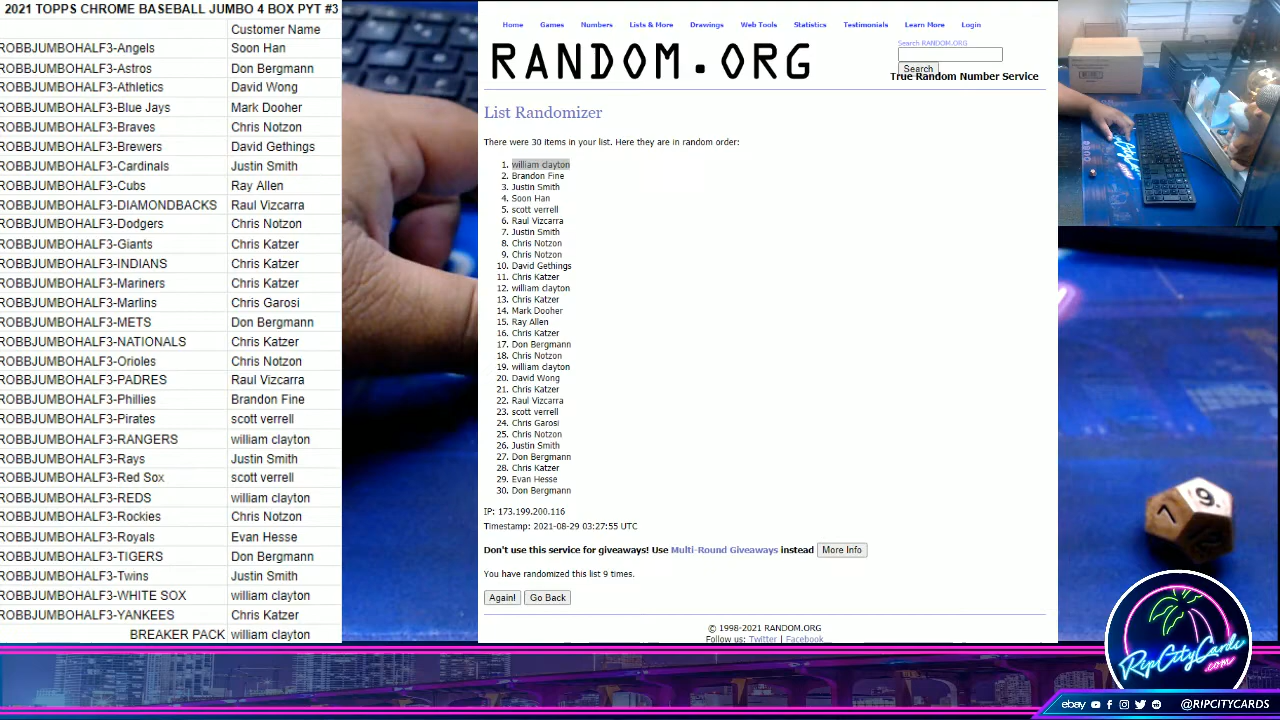 2021 TOPPS CHROME BASEBALL JUMBO 4 BOX PYT #3
Customer Name
ROBBJUMBOHALF3-Angels Soon Han
ROBBJUMBOHALF3-Astros Don Bergmann
ROBBJUMBOHALF3-Athletics David Wong
ROBBJUMBOHALF3-Blue Jays Mark Dooher
ROBBJUMBOHALF3-Braves Chris Notzon
ROBBJUMBOHALF3-Brewers David Gethings
ROBBJUMBOHALF3-Cardinals Justin Smith
ROBBJUMBOHALF3-Cubs Ray Allen
ROBBJUMBOHALF3-DIAMONDBACKS Raul Vizcarra
ROBBJUMBOHALF3-Dodgers Chris Notzon
ROBBJUMBOHALF3-Giants Chris Katzer
ROBBJUMBOHALF3-INDIANS Chris Katzer
ROBBJUMBOHALF3-Mariners Chris Katzer
ROBBJUMBOHALF3-Marlins Chris Garosi
ROBBJUMBOHALF3-METS Don Bergmann
ROBBJUMBOHALF3-NATIONALS Chris Katzer
ROBBJUMBOHALF3-Orioles Chris Notzon
ROBBJUMBOHALF3-PADRES Raul Vizcarra
ROBBJUMBOHALF3-Phillies Brandon Fine
ROBBJUMBOHALF3-Pirates scott verrell
ROBBJUMBOHALF3-RANGERS william clayton
ROBBJUMBOHALF3-Rays Justin Smith
ROBBJUMBOHALF3-Red Sox scott verrell
ROBBJUMBOHALF3-REDS william clayton
ROBBJUMBOHALF3-Rockies Chris Notzon
ROBBJUMBOHALF3-Royals Evan Hesse
ROBBJUMBOHALF3-TIGERS Don Bergmann
ROBBJUMBOHALF3-Twins Justin Smith
ROBBJUMBOHALF3-WHITE SOX william clayton
ROBBJUMBOHALF3-YANKEES Chris Katzer
BREAKER PACK william clayton
Home Games Numbers Lists & More Drawings Web Tools Statistics Testimonials Learn More Login
RANDOM.ORG
Search RANDOM.ORG
Search
True Random Number Service
List Randomizer
There were 30 items in your list. Here they are in random order:
1. william clayton
2. Brandon Fine
3. Justin Smith
4. Soon Han
5. scott verrell
6. Raul Vizcarra
7. Justin Smith
8. Chris Notzon
9. Chris Notzon
10. David Gethings
11. Chris Katzer
12. william clayton
13. Chris Katzer
14. Mark Dooher
15. Ray Allen
16. Chris Katzer
17. Don Bergmann
18. Chris Notzon
19. william clayton
20. David Wong
21. Chris Katzer
22. Raul Vizcarra
23. scott verrell
24. Chris Garosi
25. Chris Notzon
26. Justin Smith
27. Don Bergmann
28. Chris Katzer
29. Evan Hesse
30. Don Bergmann
IP: 173.199.200.116
Timestamp: 2021-08-29 03:27:55 UTC
Don't use this service for giveaways! Use Multi-Round Giveaways instead More Info
You have randomized this list 9 times.
Again! Go Back
© 1998-2021 RANDOM.ORG
Follow us: Twitter | Facebook
7 9
RipCityCards
.com
ebay @RIPCITYCARDS